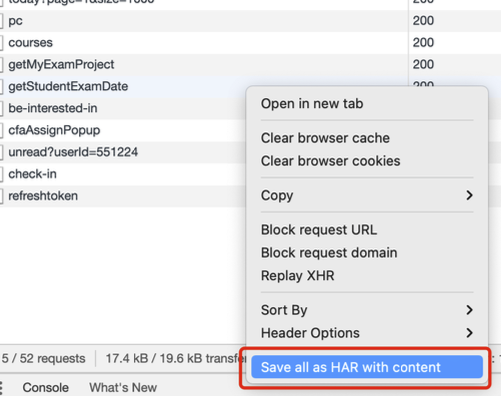 today?page=1&size=1000
pc 200
courses 200
getMyExamProject 200
getStudentExamDate 200
be-interested-in
cfaAssignPopup
unread?userId=551224
check-in
refreshtoken
Open in new tab
Clear browser cache
Clear browser cookies
Copy
Block request URL
Block request domain
Replay XHR
Sort By
Header Options
Save all as HAR with content
5 / 52 requests 17.4 kB / 19.6 kB transfe
Console What's New